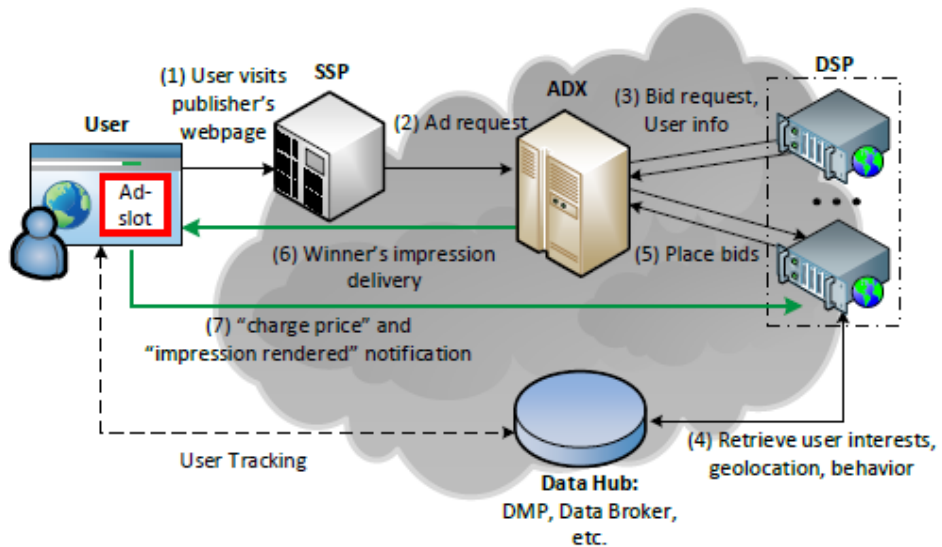 (1) User visits
publisher's
webpage
SSP
ADX
DSP
User
(2) Ad request
(3) Bid request,
User info
Ad-
slot
(6) Winner's impression
delivery
(5) Place bids
(7) "charge price" and
"impression rendered" notification
User Tracking
(4) Retrieve user interests,
geolocation, behavior
Data Hub:
DMP, Data Broker,
etc.